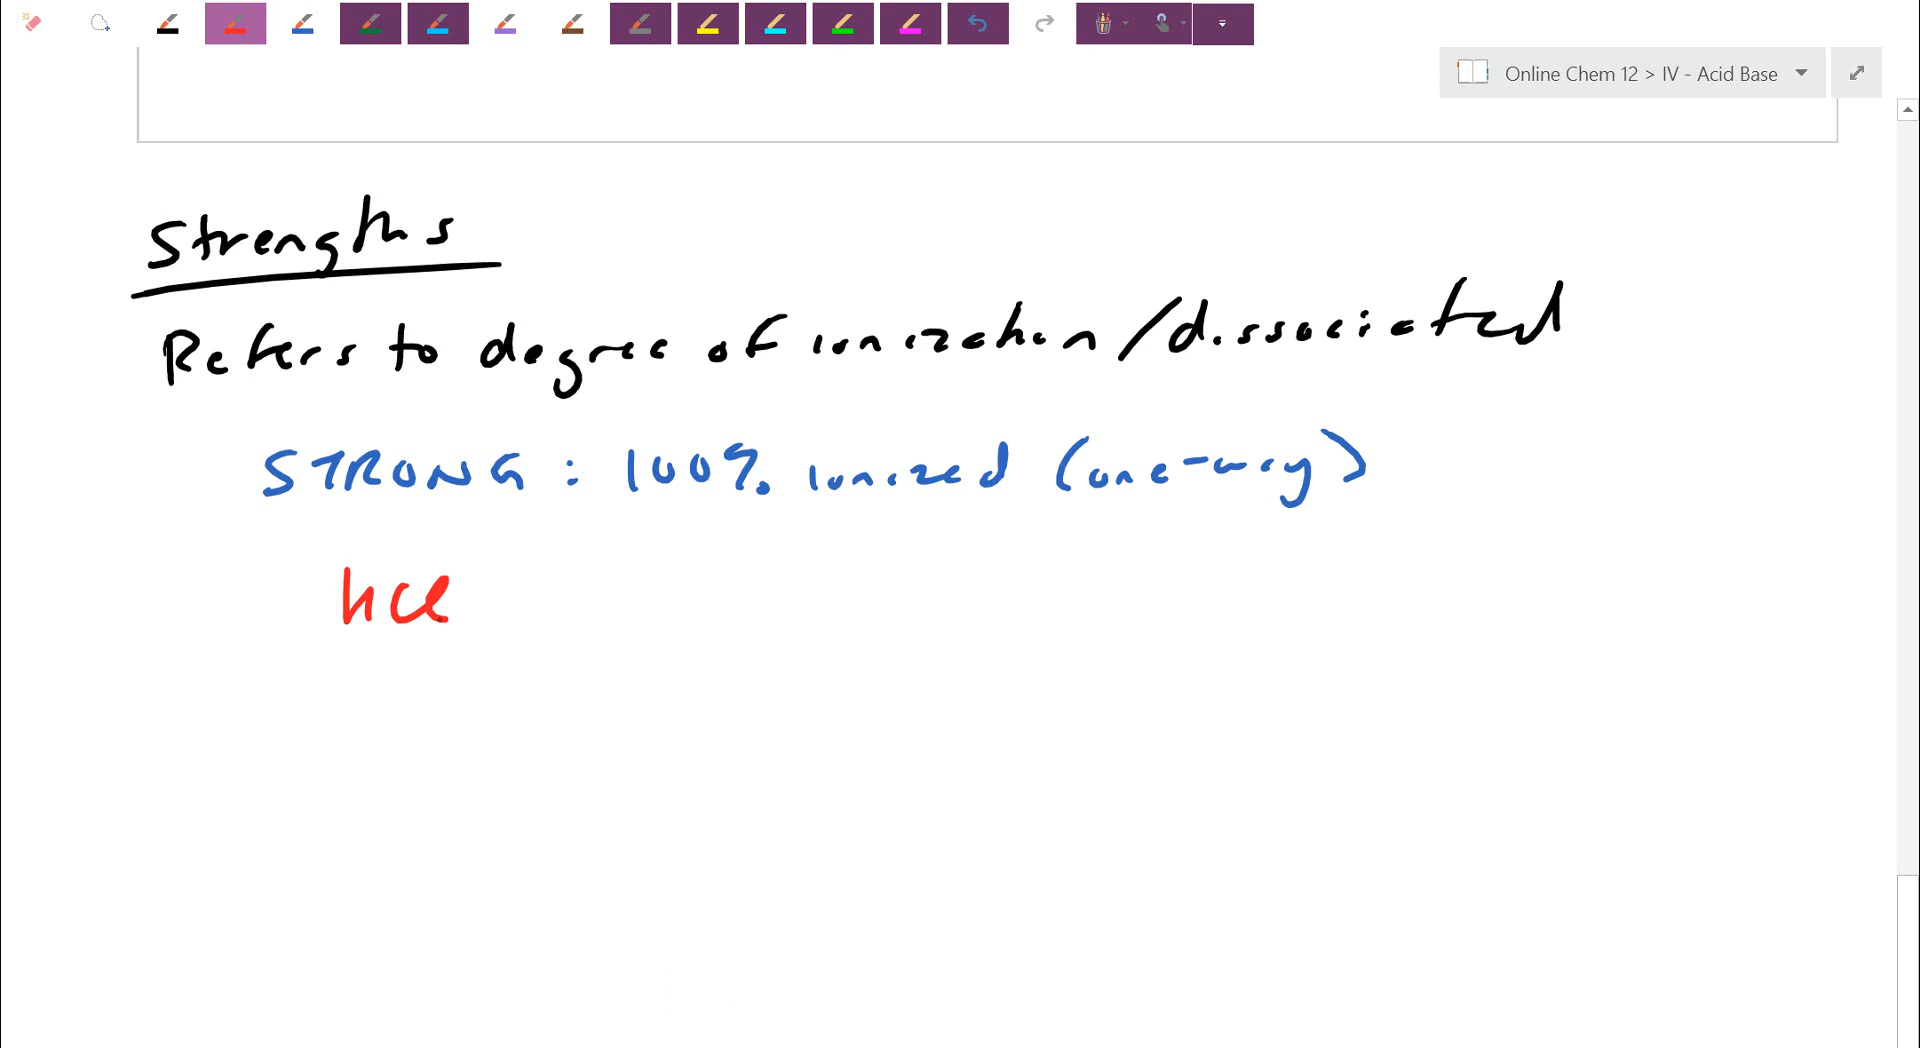 Online Chem 12 > IV - Acid Base
Strengths
Refers to degree of ionization/dissociated
STRONG : 100% ionized (one-way)
HCl